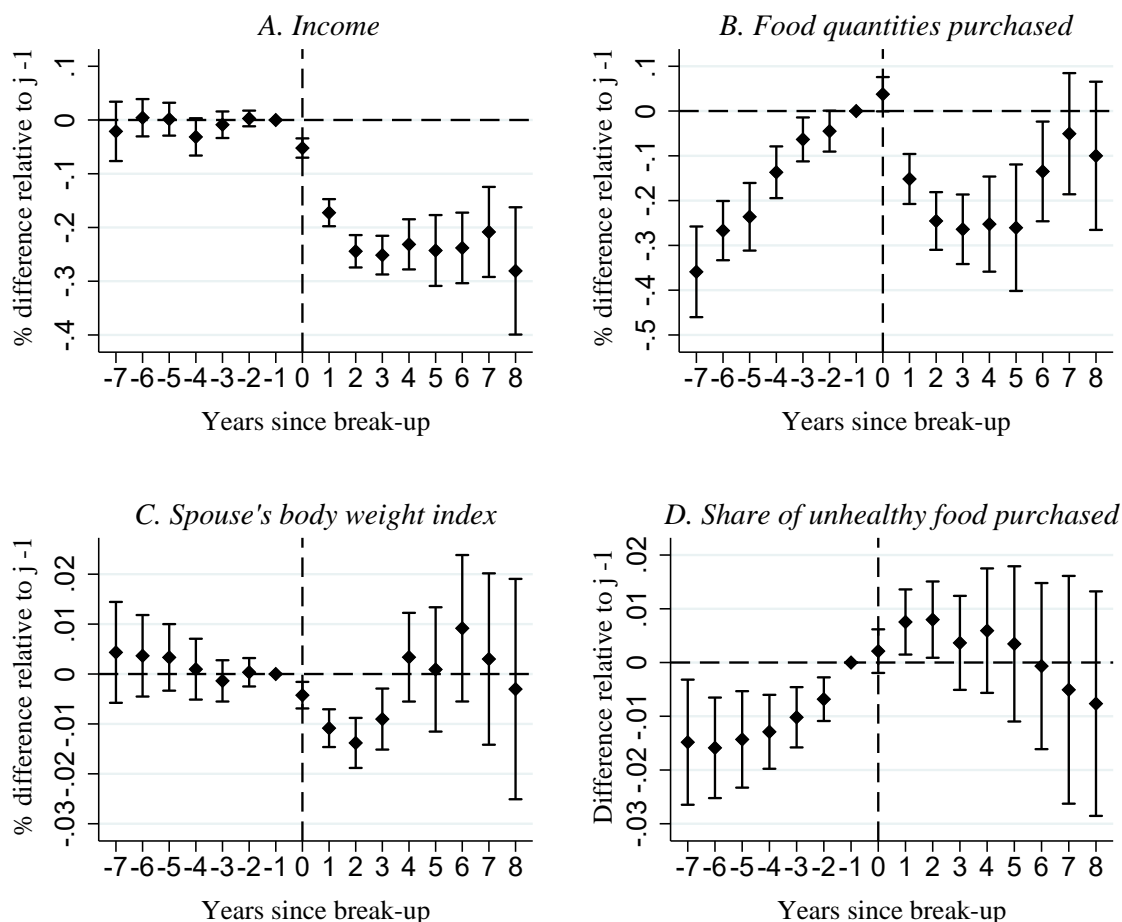 A. Income
% difference relative to j -1
.1
0
-.1
-.2
-.3
-.4
-7 -6 -5 -4 -3 -2 -1 0 1 2 3 4 5 6 7 8
Years since break-up
B. Food quantities purchased
% difference relative to j -1
.1
0
-.1
-.2
-.3
-.4
-.5
-7 -6 -5 -4 -3 -2 -1 0 1 2 3 4 5 6 7 8
Years since break-up
C. Spouse's body weight index
% difference relative to j -1
.02
.01
0
-.01
-.02
-.03
-7 -6 -5 -4 -3 -2 -1 0 1 2 3 4 5 6 7 8
Years since break-up
D. Share of unhealthy food purchased
Difference relative to j -1
.02
.01
0
-.01
-.02
-.03
-7 -6 -5 -4 -3 -2 -1 0 1 2 3 4 5 6 7 8
Years since break-up